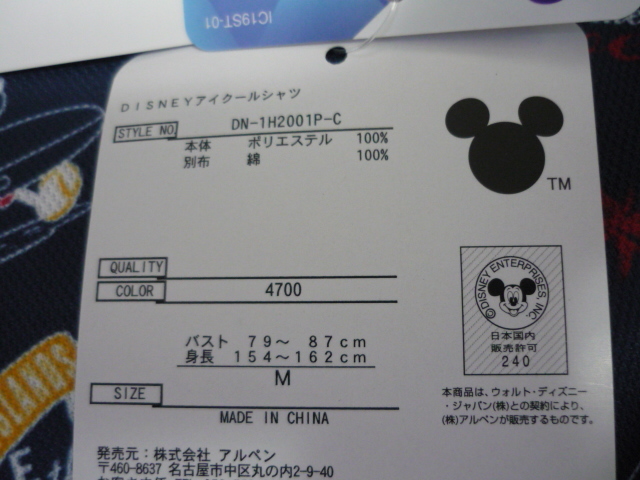 IC19ST-01
DISNEYアイクールシャツ
STYLE NO. DN-1H2001P-C
本体 ポリエステル 100%
別布 綿 100%
QUALITY
COLOR 4700
バスト 79～ 87cm
身長 154～162cm
M
SIZE
MADE IN CHINA
発売元：株式会社 アルペン
〒460-8637 名古屋市中区丸の内2-9-40
TM
©DISNEY ENTERPRISES, INC.
日本国内
販売許可
240
本商品は、ウォルト・ディズニー
・ジャパン(株)との契約により、
(株)アルペンが販売するものです。